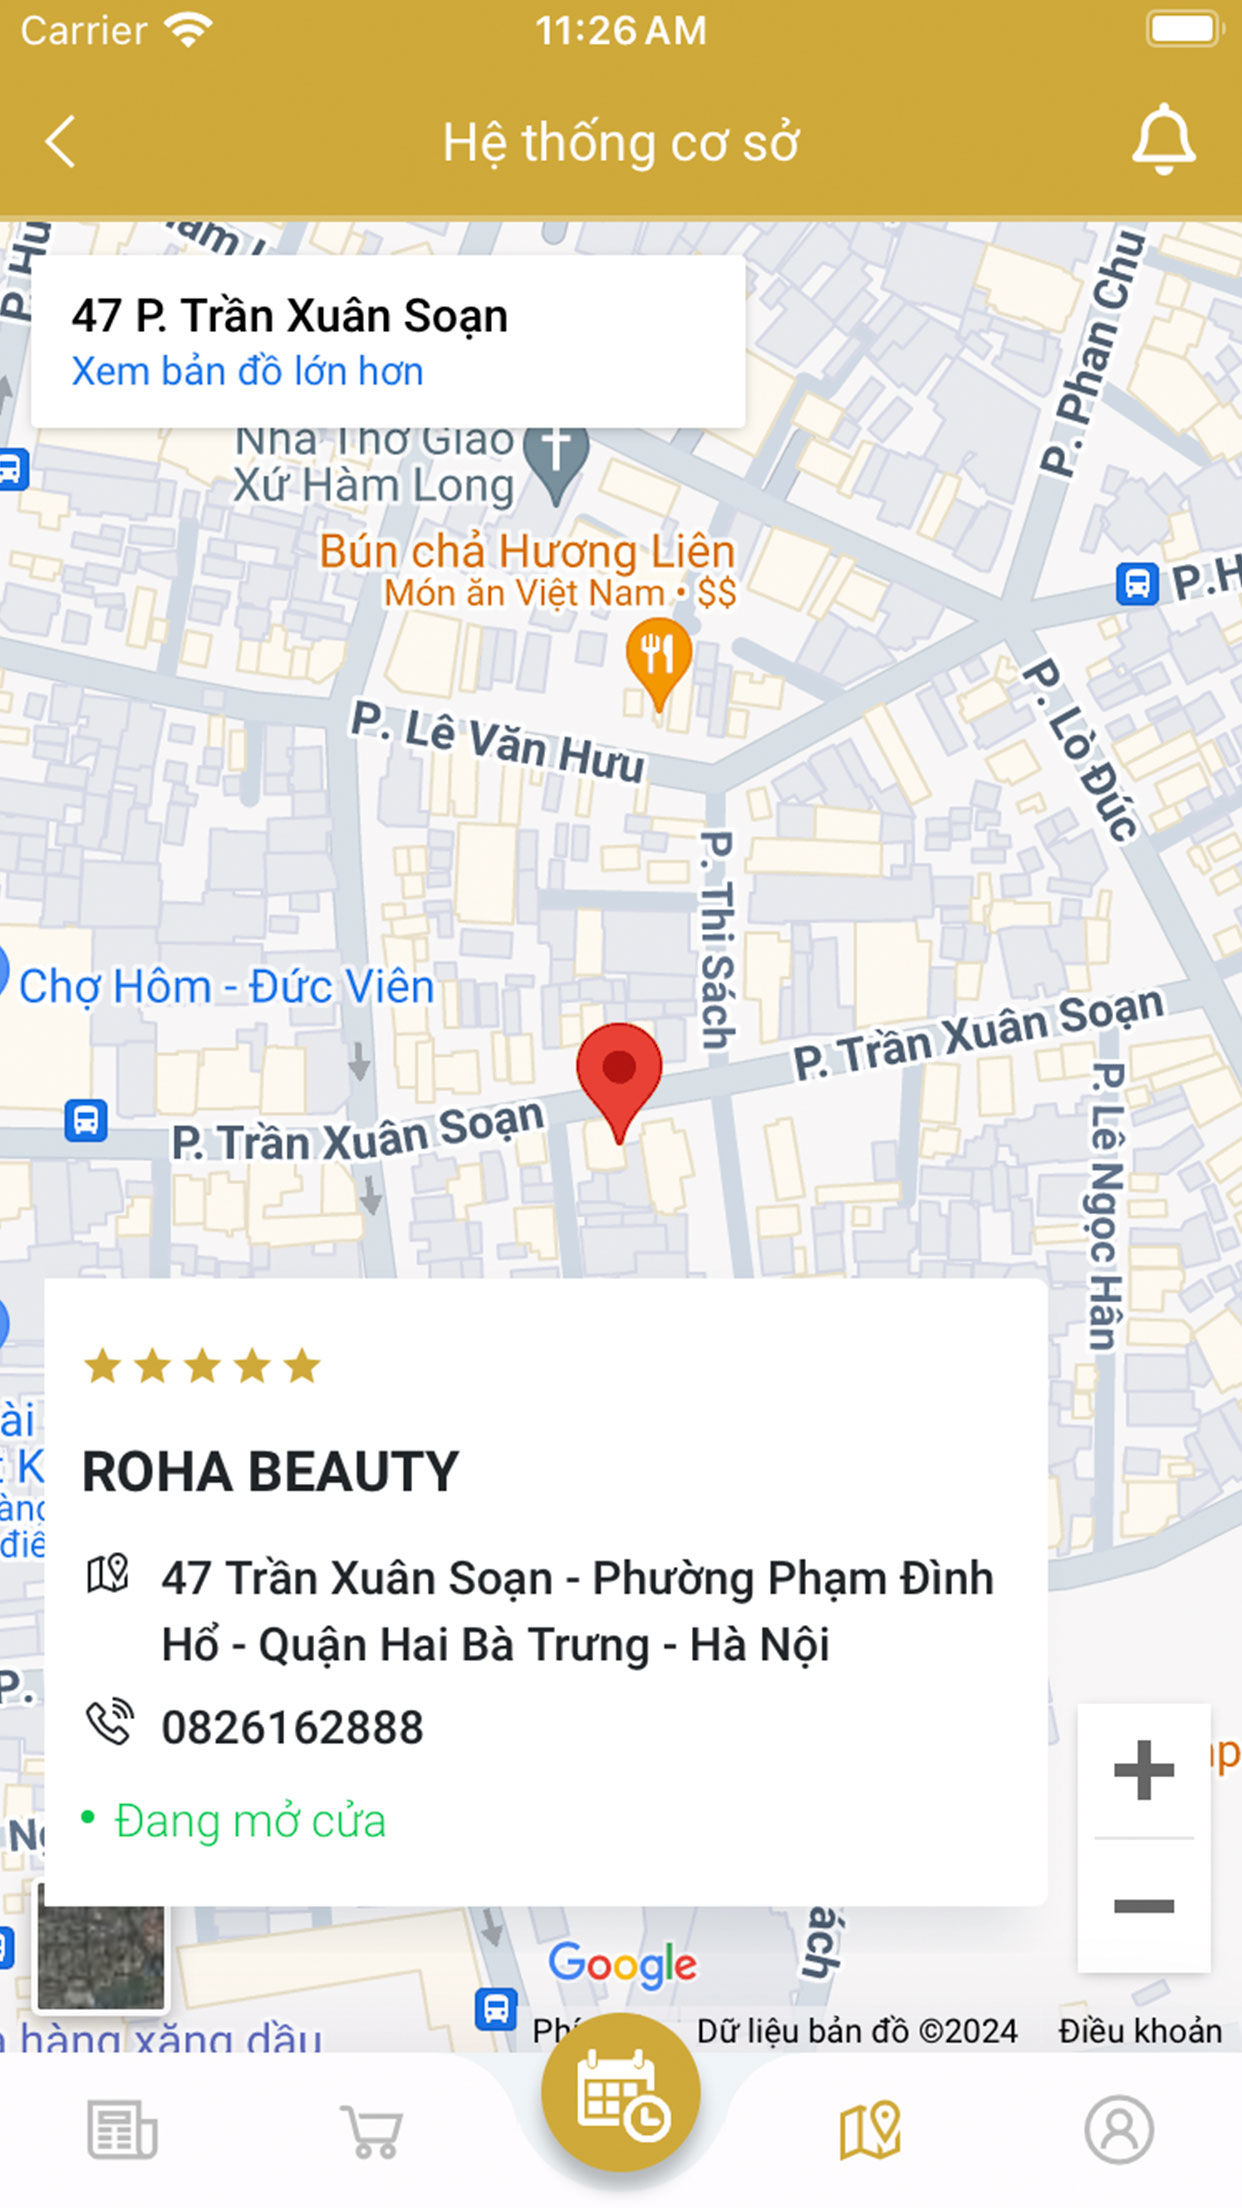 Carrier
11:26 AM
Hệ thống cơ sở
47 P. Trần Xuân Soạn
Xem bản đồ lớn hơn
P. Phan Chu
Nhà Thờ Giáo
Xứ Hàm Long
Bún chả Hương Liên
Món ăn Việt Nam • $$
P. Lê Văn Hưu
P. Lò Đúc
P. Thi Sách
Chợ Hôm - Đức Viên
P. Trần Xuân Soạn
P. Trần Xuân Soạn
P. Lê Ngọc Hân
ROHA BEAUTY
47 Trần Xuân Soạn - Phường Phạm Đình
Hổ - Quận Hai Bà Trưng - Hà Nội
0826162888
• Đang mở cửa
Google
Dữ liệu bản đồ ©2024
Điều khoản
hàng xăng dầu